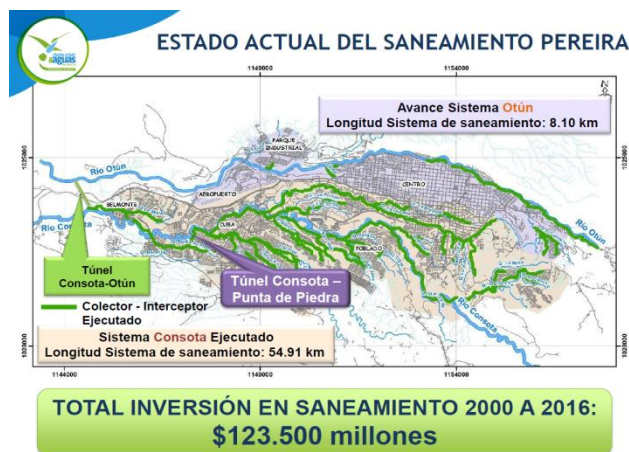 aguas
ESTADO ACTUAL DEL SANEAMIENTO PEREIRA
1149000
1154000
N
Avance Sistema Otún
Longitud Sistema de saneamiento: 8.10 km
PARQUE
INDUSTRIAL
1025000
1025000
Río Otún
AEROPUERTO
CENTRO
BELMONTE
Río Consota
CUBA
POBLADO
Río Otún
Túnel
Consota-Otún
Túnel Consota –
Punta de Piedra
Colector - Interceptor
Ejecutado
Río Consota
Sistema Consota Ejecutado
Longitud Sistema de saneamiento: 54.91 km
1020000
1020000
1144000
1149000
1154000
TOTAL INVERSIÓN EN SANEAMIENTO 2000 A 2016:
$123.500 millones